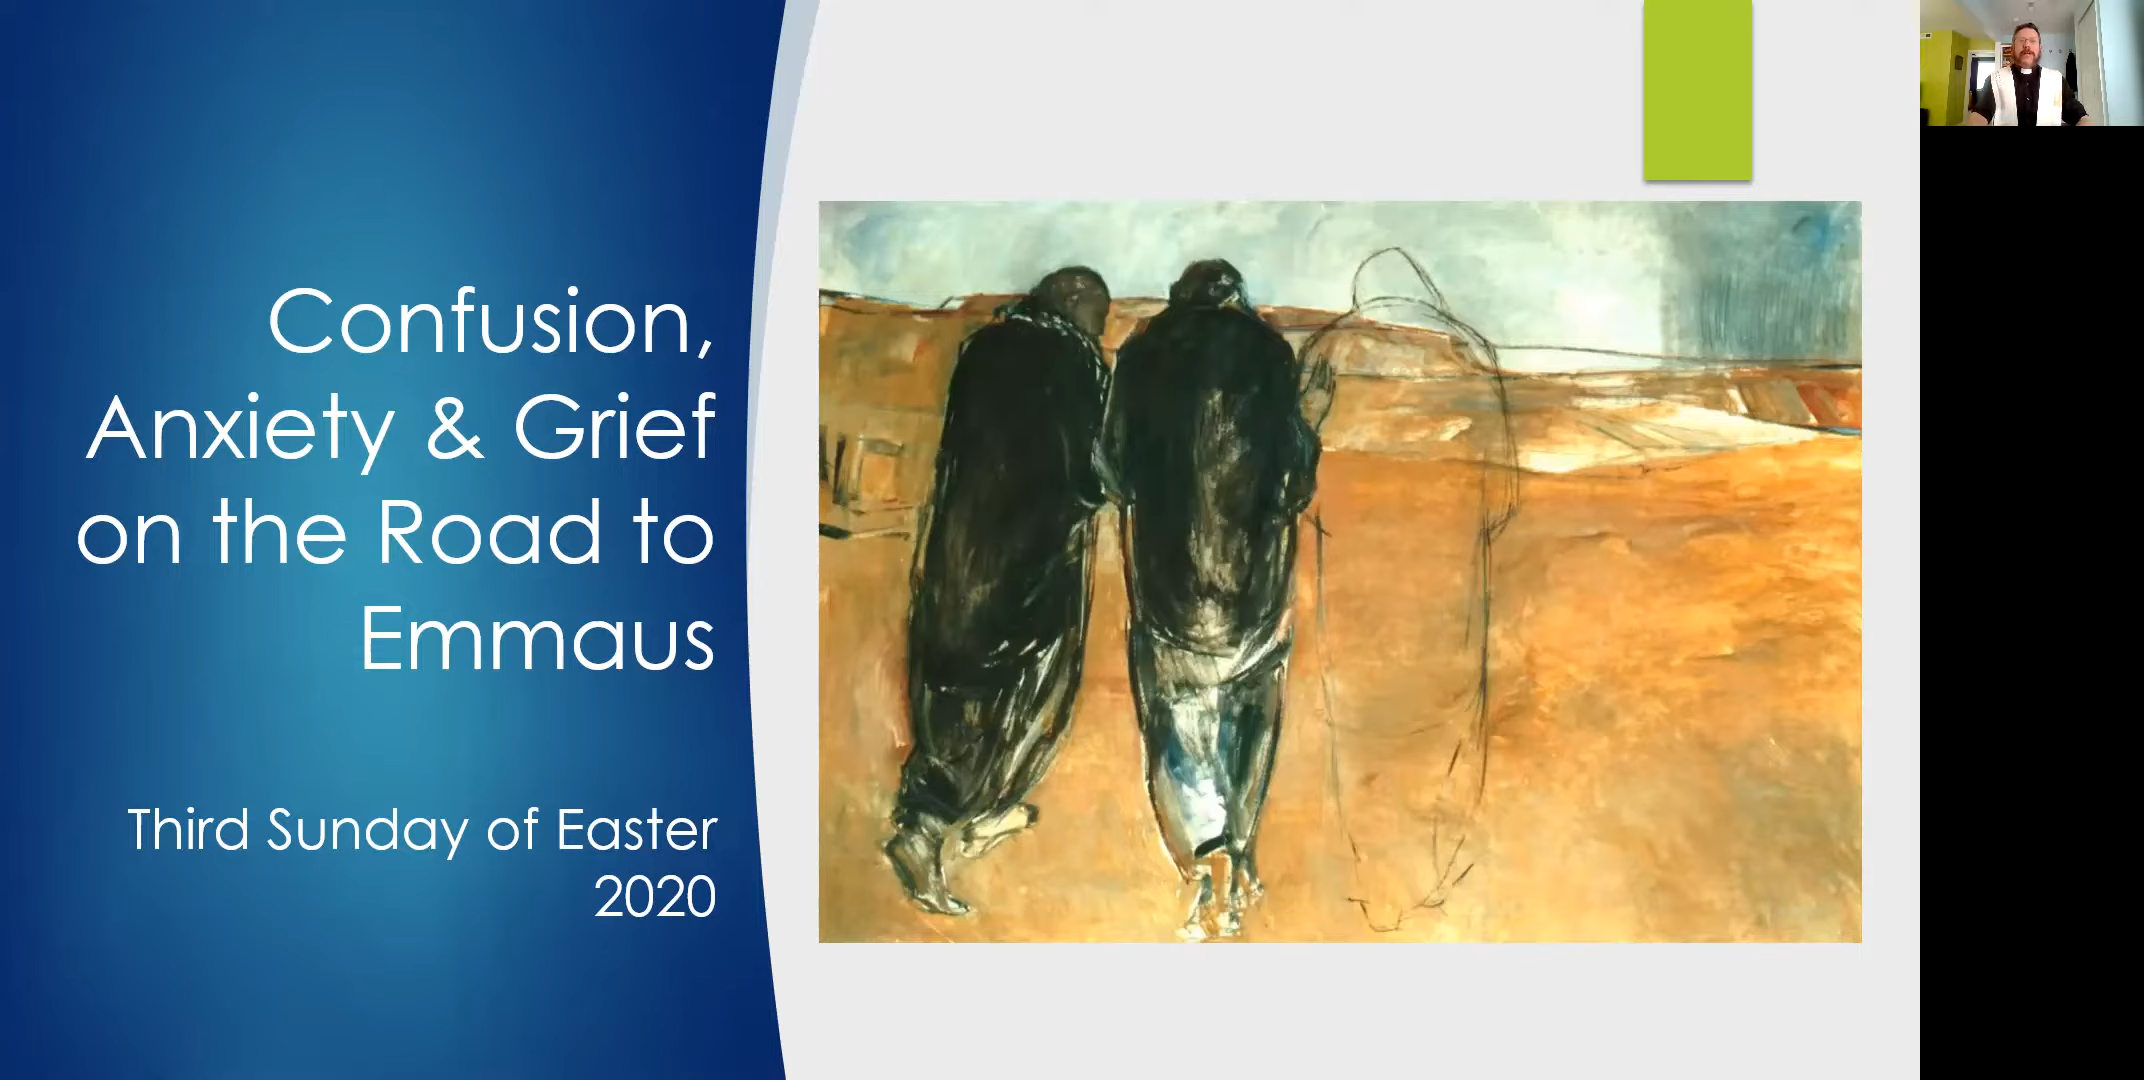 Confusion,
Anxiety & Grief
on the Road to
Emmaus
Third Sunday of Easter
2020